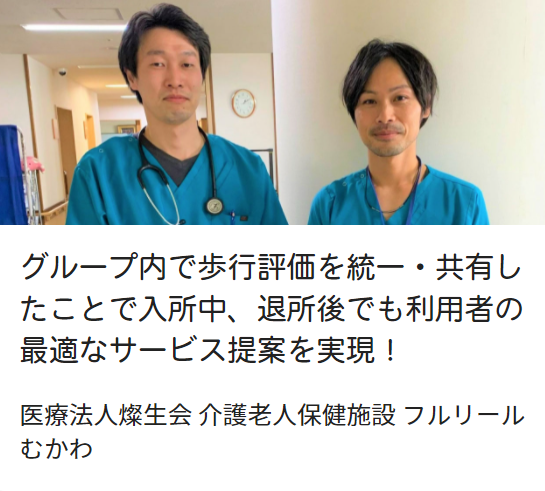 グループ内で歩行評価を統一・共有し
たことで入所中、退所後でも利用者の
最適なサービス提案を実現！
医療法人燦生会 介護老人保健施設 フルリール
むかわ